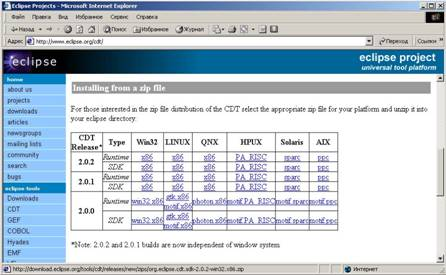 Eclipse Projects - Microsoft Internet Explorer
Файл Правка Вид Избранное Сервис Справка
Назад Поиск Избранное Журнал
Адрес http://www.eclipse.org/cdt/ Переход Ссылки
eclipse
eclipse project
universal tool platform
home
about us
projects
downloads
articles
newsgroups
mailing lists
community
search
bugs
eclipse tools
Downloads
CDT
GEF
COBOL
Hyades
EMF
Installing from a zip file
For those interested in the zip file distribution of the CDT select the appropriate zip file for your platform and unzip it into
your eclipse directory.
CDT Release* Type Win32 LINUX QNX HPUX Solaris AIX
2.0.2 Runtime x86 x86 x86 PA_RISC sparc ppc
SDK x86 x86 x86 PA_RISC sparc ppc
2.0.1 Runtime x86 x86 x86 PA_RISC sparc ppc
SDK x86 x86 x86 PA_RISC sparc ppc
2.0.0 Runtime win32.x86 gtk.x86 motif.x86 photon.x86 motif.PA_RISC motif.sparc motif.ppc
SDK win32.x86 gtk.x86 motif.x86 photon.x86 motif.PA_RISC motif.sparc motif.ppc
*Note: 2.0.2 and 2.0.1 builds are now independent of window system
http://download.eclipse.org/tools/cdt/releases/new/zips/org.eclipse.cdt.sdk-2.0.2-win32.x86.zip
Интернет